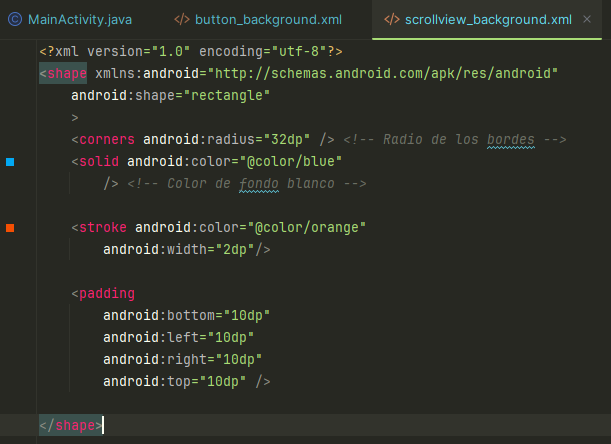 MainActivity.java button_background.xml scrollview_background.xml
<?xml version="1.0" encoding="utf-8"?>
<shape xmlns:android="http://schemas.android.com/apk/res/android"
    android:shape="rectangle"
    >
    <corners android:radius="32dp" /> <!-- Radio de los bordes -->
    <solid android:color="@color/blue"
        /> <!-- Color de fondo blanco -->

    <stroke android:color="@color/orange"
        android:width="2dp"/>

    <padding
        android:bottom="10dp"
        android:left="10dp"
        android:right="10dp"
        android:top="10dp" />

</shape>